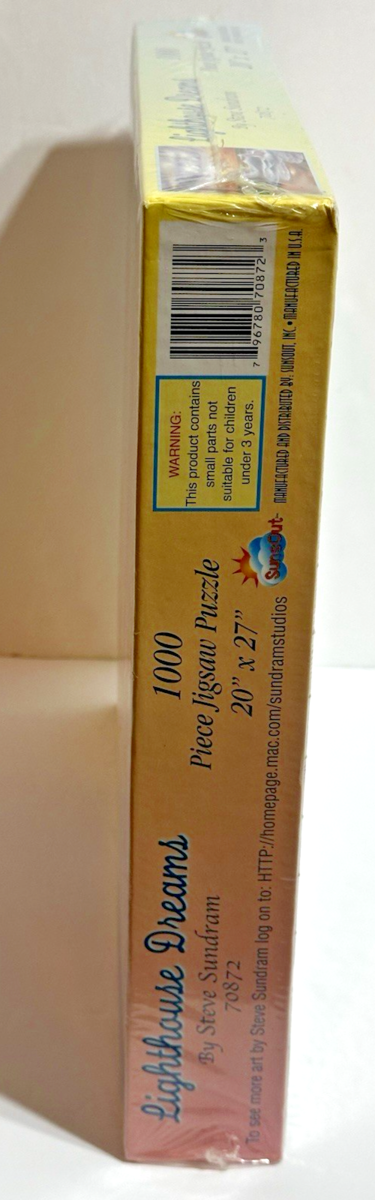 Lighthouse Dreams
By Steve Sundram
70872
1000
Piece Jigsaw Puzzle
20" x 27"
WARNING:
This product contains
small parts not
suitable for children
under 3 years.
7 96780 70872 3
To see more art by Steve Sundram log on to: HTTP://homepage.mac.com/sundramstudios
SunsOut
MANUFACTURED AND DISTRIBUTED BY: SUNSOUT, INC. • MANUFACTURED IN U.S.A.
Lighthouse Dreams